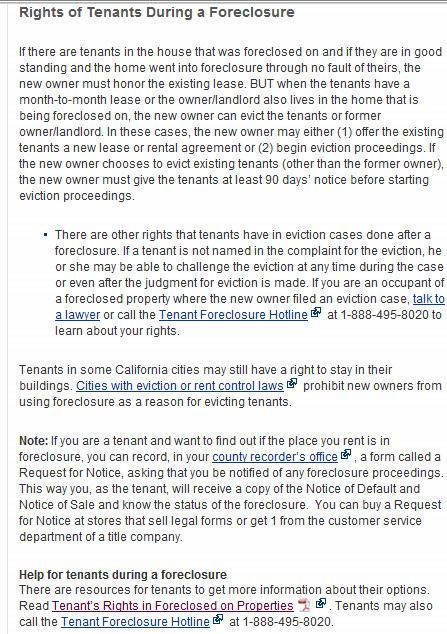 Rights of Tenants During a Foreclosure
If there are tenants in the house that was foreclosed on and if they are in good
standing and the home went into foreclosure through no fault of theirs, the
new owner must honor the existing lease. BUT when the tenants have a
month-to-month lease or the owner/landlord also lives in the home that is
being foreclosed on, the new owner can evict the tenants or former
owner/landlord. In these cases, the new owner may either (1) offer the existing
tenants a new lease or rental agreement or (2) begin eviction proceedings. If
the new owner chooses to evict existing tenants (other than the former owner),
the new owner must give the tenants at least 90 days' notice before starting
eviction proceedings.
• There are other rights that tenants have in eviction cases done after a
foreclosure. If a tenant is not named in the complaint for the eviction, he
or she may be able to challenge the eviction at any time during the case
or even after the judgment for eviction is made. If you are an occupant of
a foreclosed property where the new owner filed an eviction case, talk to
a lawyer or call the Tenant Foreclosure Hotline at 1-888-495-8020 to
learn about your rights.
Tenants in some California cities may still have a right to stay in their
buildings. Cities with eviction or rent control laws prohibit new owners from
using foreclosure as a reason for evicting tenants.
Note: If you are a tenant and want to find out if the place you rent is in
foreclosure, you can record, in your county recorder's office , a form called a
Request for Notice, asking that you be notified of any foreclosure proceedings.
This way you, as the tenant, will receive a copy of the Notice of Default and
Notice of Sale and know the status of the foreclosure. You can buy a Request
for Notice at stores that sell legal forms or get 1 from the customer service
department of a title company.
Help for tenants during a foreclosure
There are resources for tenants to get more information about their options.
Read Tenant's Rights in Foreclosed on Properties . Tenants may also
call the Tenant Foreclosure Hotline at 1-888-495-8020.